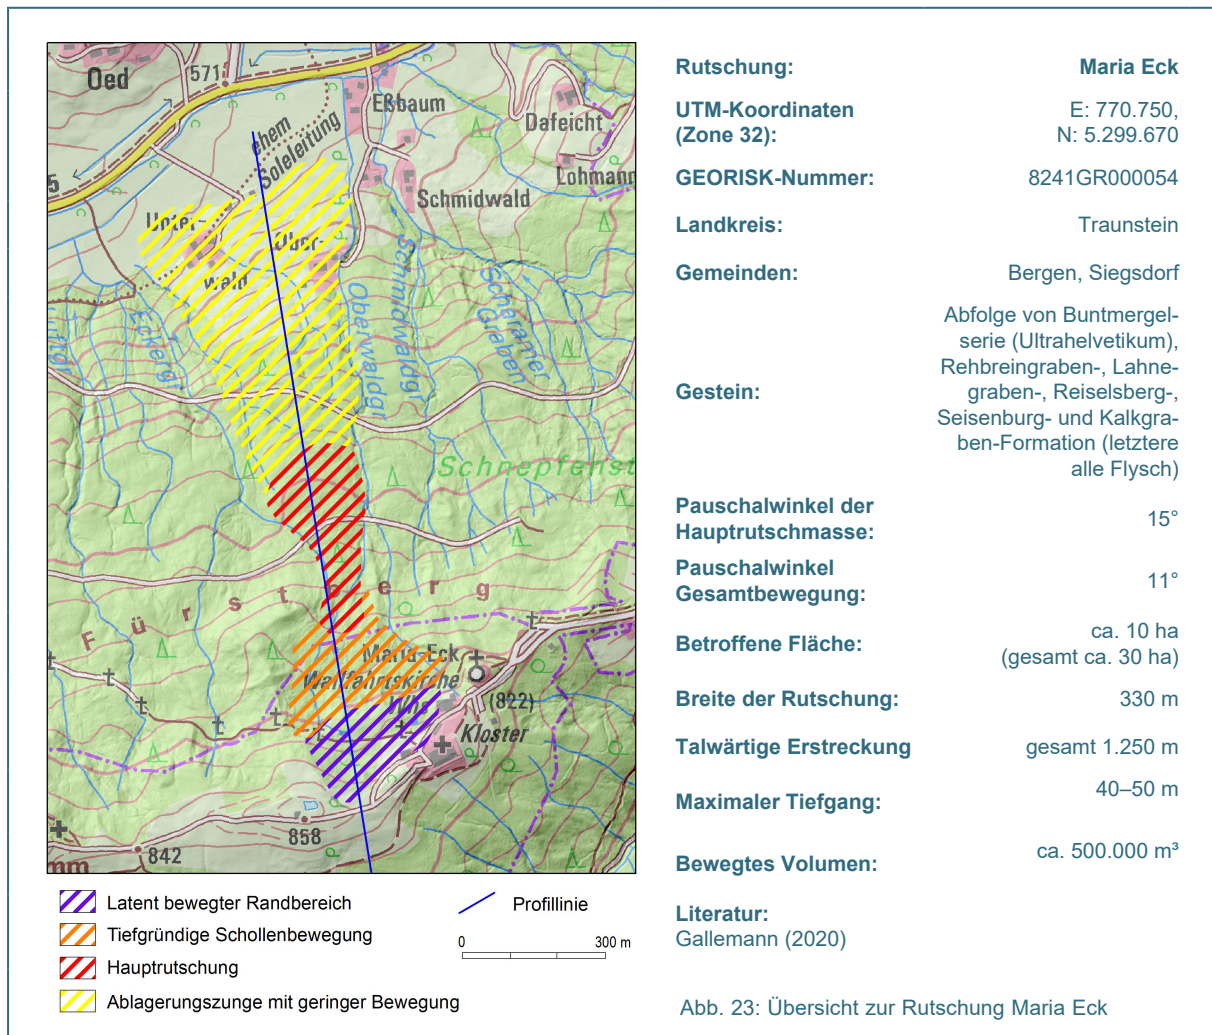 Oed
571
Eßbaum
Dafeicht
ehem
Soleleitung
Lohmann
5
Schmidwald
Unter-
Ober-
wald
Eckergr
Oberwaldgr
Schmidwaldgr
Scheramer
Graben
Schnepfenst
Fürstberg
Maria-Eck
Wallfahrtskirche
Whs
(822)
Kloster
858
842
mm
Latent bewegter Randbereich
Tiefgründige Schollenbewegung
Hauptrutschung
Ablagerungszunge mit geringer Bewegung
Profillinie
0 300 m
Rutschung: Maria Eck
UTM-Koordinaten E: 770.750,
(Zone 32): N: 5.299.670
GEORISK-Nummer: 8241GR000054
Landkreis: Traunstein
Gemeinden: Bergen, Siegsdorf
Gestein:
Abfolge von Buntmergel-
serie (Ultrahelvetikum),
Rehbreingraben-, Lahne-
graben-, Reiselsberg-,
Seisenburg- und Kalkgra-
ben-Formation (letztere
alle Flysch)
Pauschalwinkel der
Hauptrutschmasse: 15°
Pauschalwinkel
Gesamtbewegung: 11°
Betroffene Fläche: ca. 10 ha
(gesamt ca. 30 ha)
Breite der Rutschung: 330 m
Talwärtige Erstreckung gesamt 1.250 m
Maximaler Tiefgang: 40–50 m
Bewegtes Volumen: ca. 500.000 m³
Literatur:
Gallemann (2020)
Abb. 23: Übersicht zur Rutschung Maria Eck